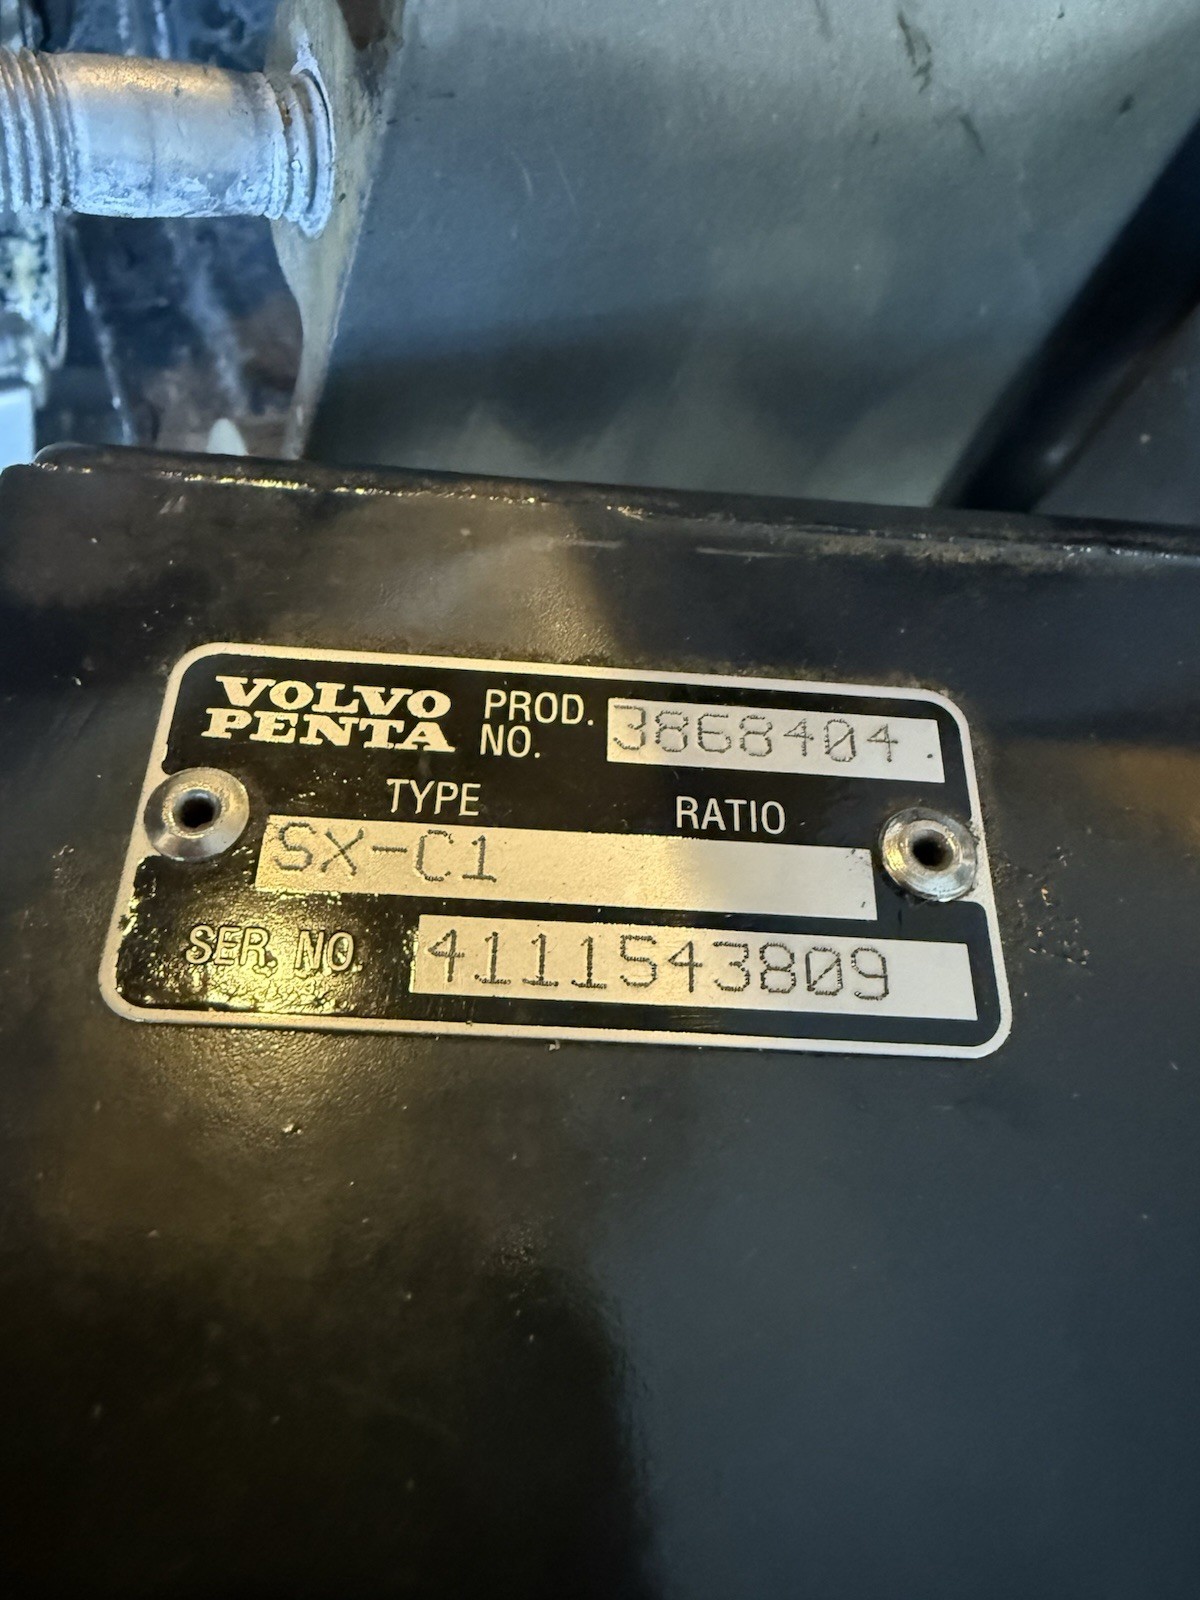 VOLVO PENTA PROD. NO. 3868404.
TYPE RATIO
SX-C1
SER. NO. 4111543809